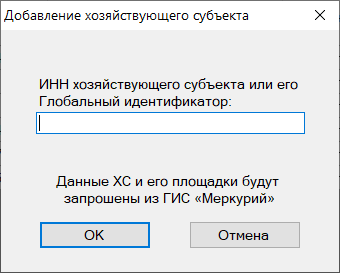 Добавление хозяйствующего субъекта
ИНН хозяйствующего субъекта или его
Глобальный идентификатор:
Данные ХС и его площадки будут
запрошены из ГИС «Меркурий»
OK
Отмена